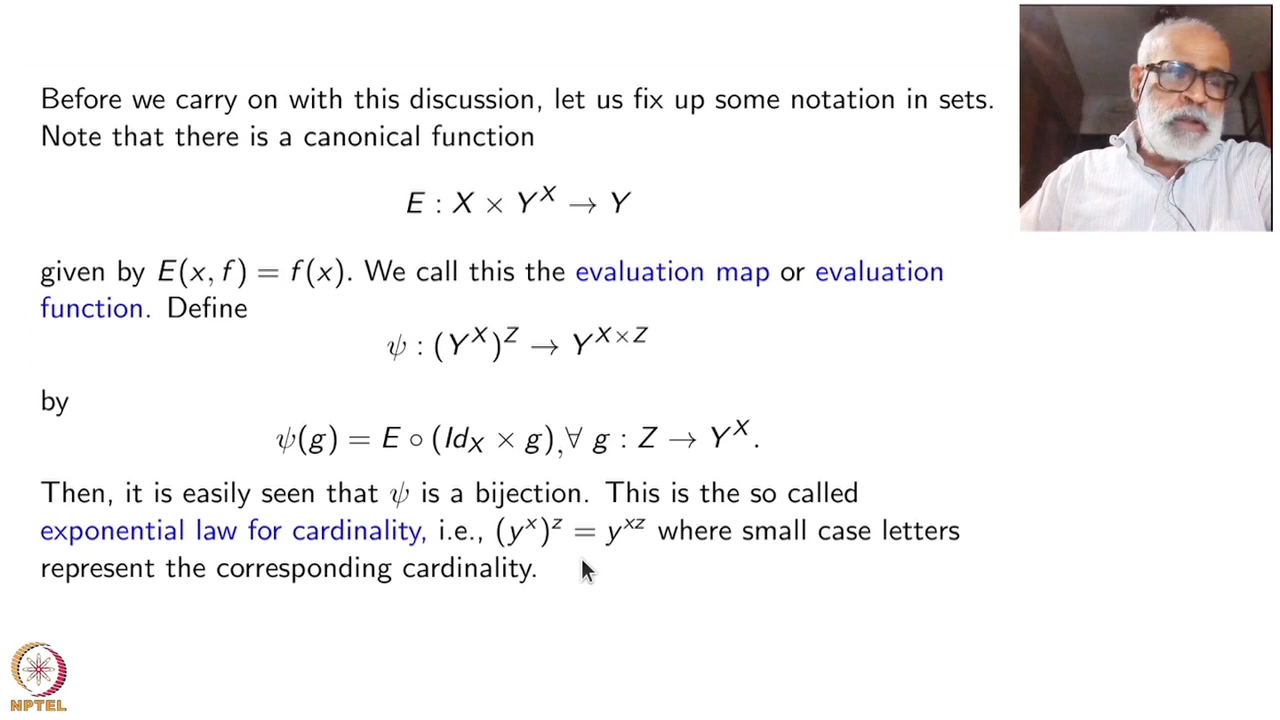 Before we carry on with this discussion, let us fix up some notation in sets.
Note that there is a canonical function
E : X × Y^X → Y
given by E(x, f) = f(x). We call this the evaluation map or evaluation
function. Define
ψ : (Y^X)^Z → Y^{X×Z}
by
ψ(g) = E ∘ (Id_X × g), ∀ g : Z → Y^X.
Then, it is easily seen that ψ is a bijection. This is the so called
exponential law for cardinality, i.e., (y^x)^z = y^{xz} where small case letters
represent the corresponding cardinality.
NPTEL